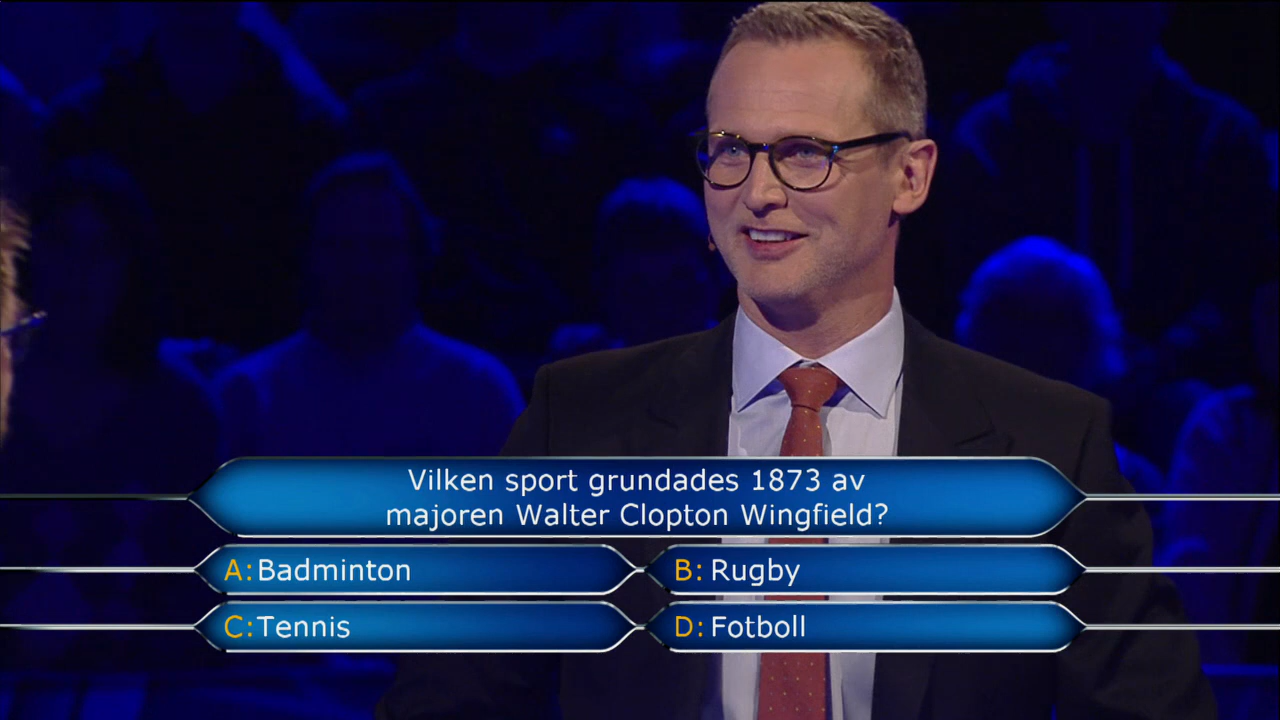 Vilken sport grundades 1873 av
majoren Walter Clopton Wingfield?
A: Badminton
B: Rugby
C: Tennis
D: Fotboll